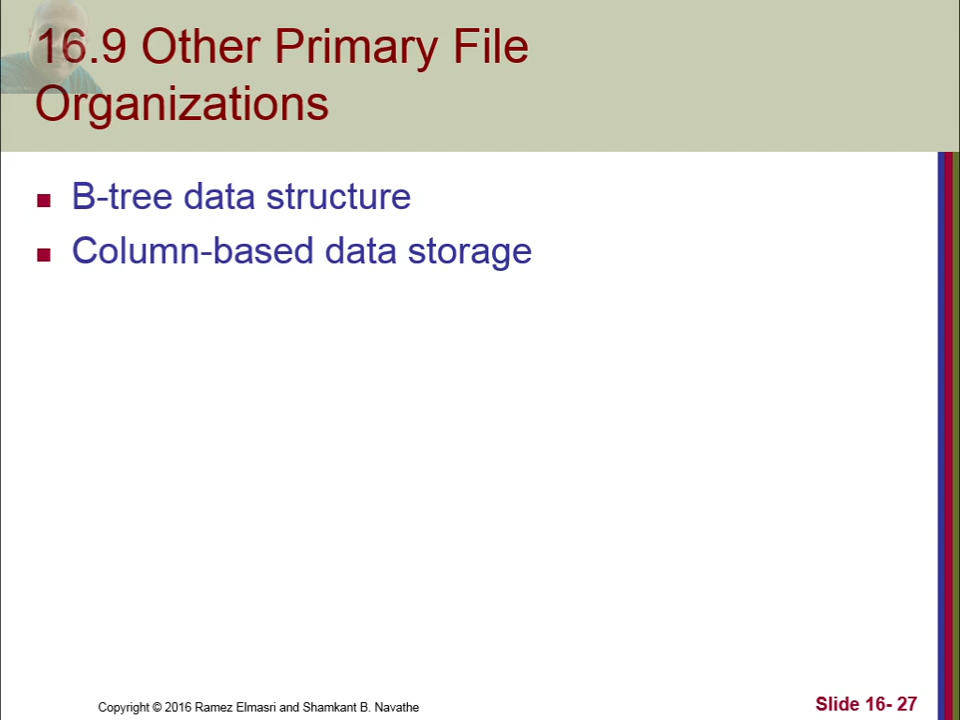 16.9 Other Primary File
Organizations
B-tree data structure
Column-based data storage
Copyright © 2016 Ramez Elmasri and Shamkant B. Navathe
Slide 16- 27